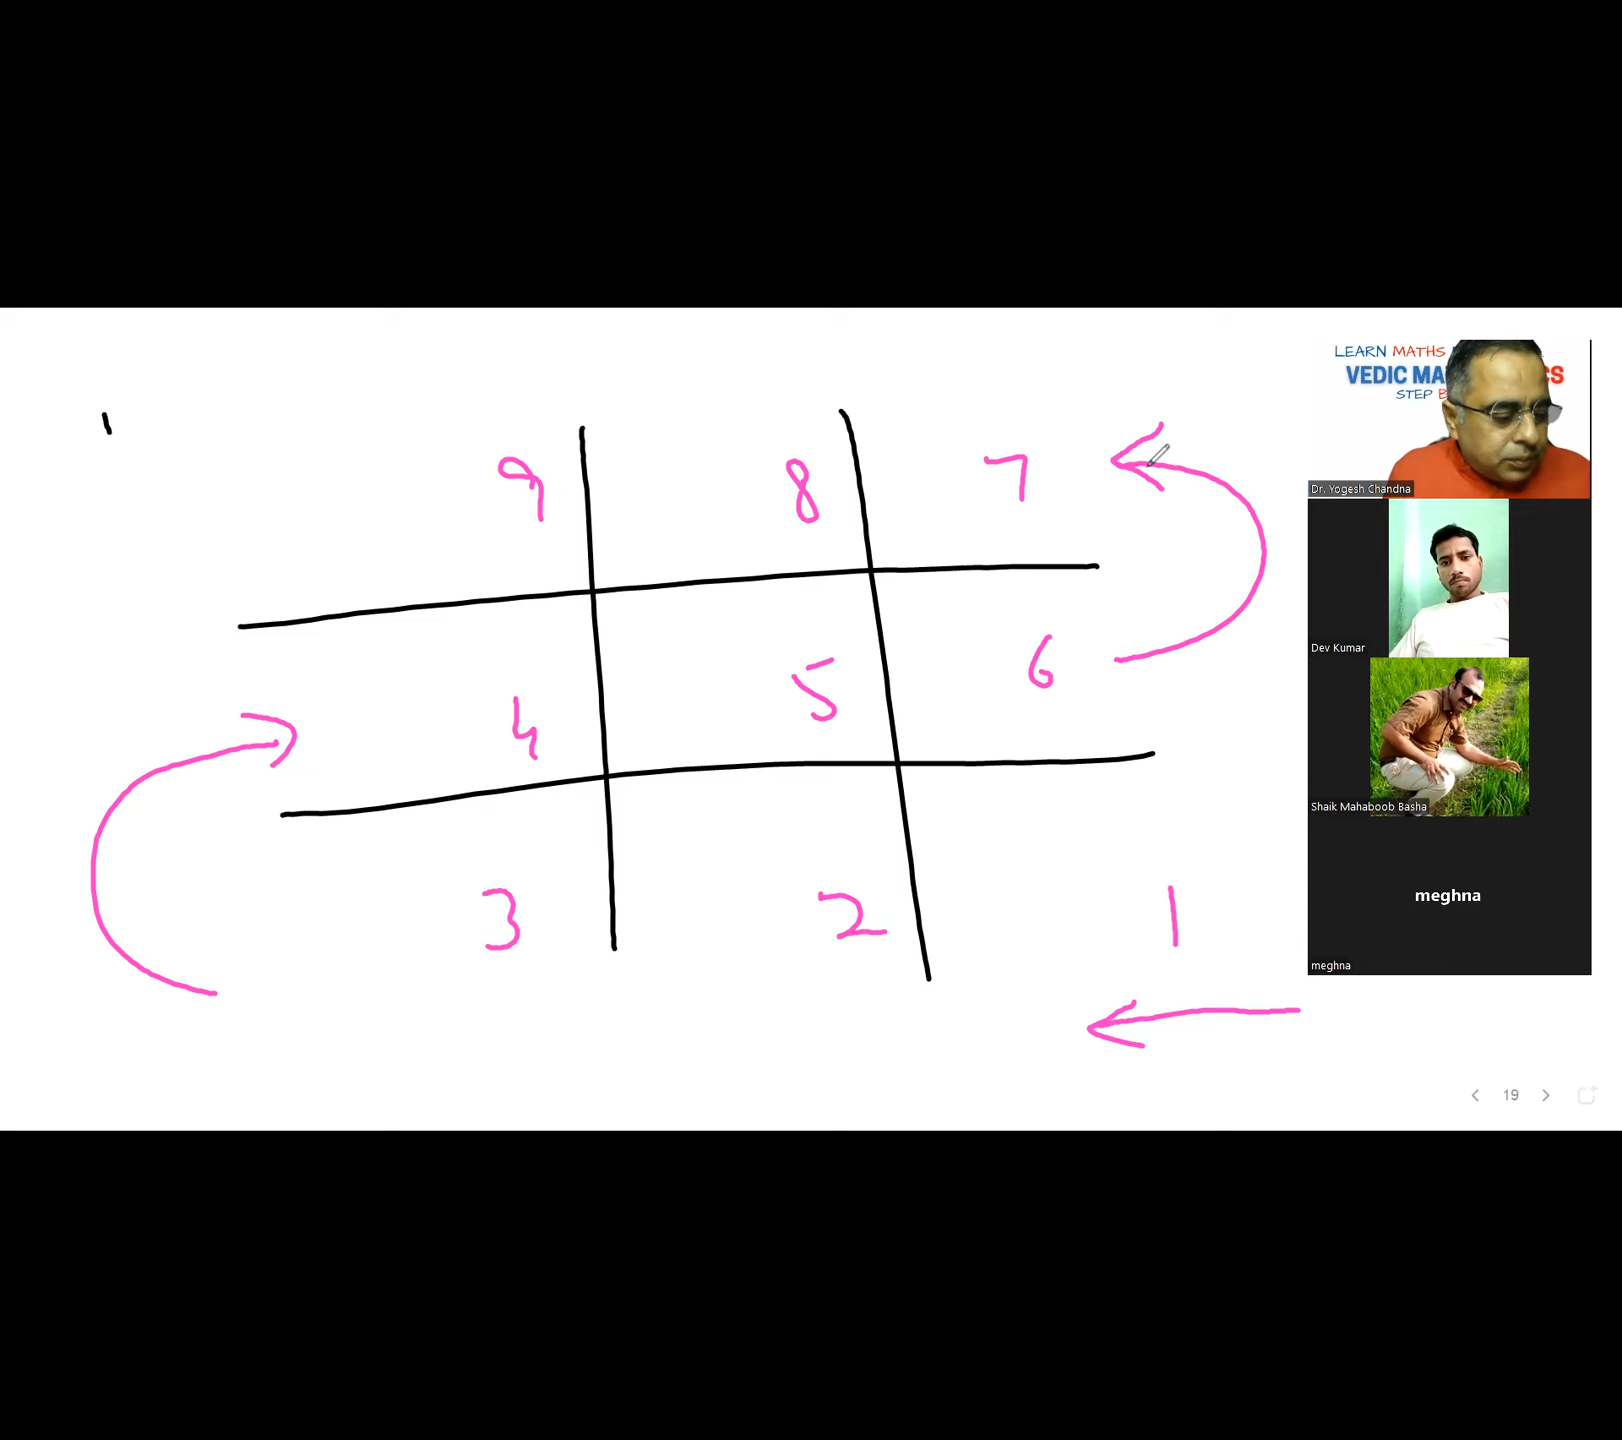 LEARN MATHS
VEDIC MA CS
STEP B
9 8 7
Dr. Yogesh Chandna
4 5 6
Dev Kumar
Shaik Mahaboob Basha
3 2 1
meghna
meghna
19